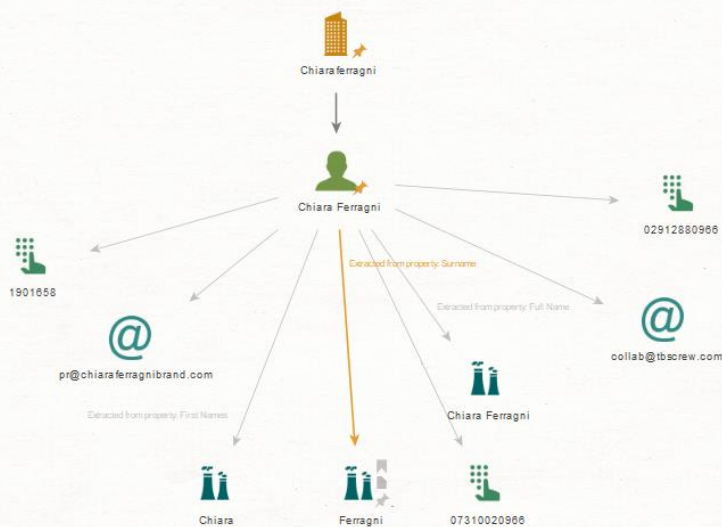 Chiaraferragni
Chiara Ferragni
02912880966
1901658
Extracted from property: Surname
Extracted from property: Full Name
@
@
collab@tbscrew.com
pr@chiaraferragnibrand.com
Extracted from property: First Names
Chiara Ferragni
Chiara
Ferragni
07310020966